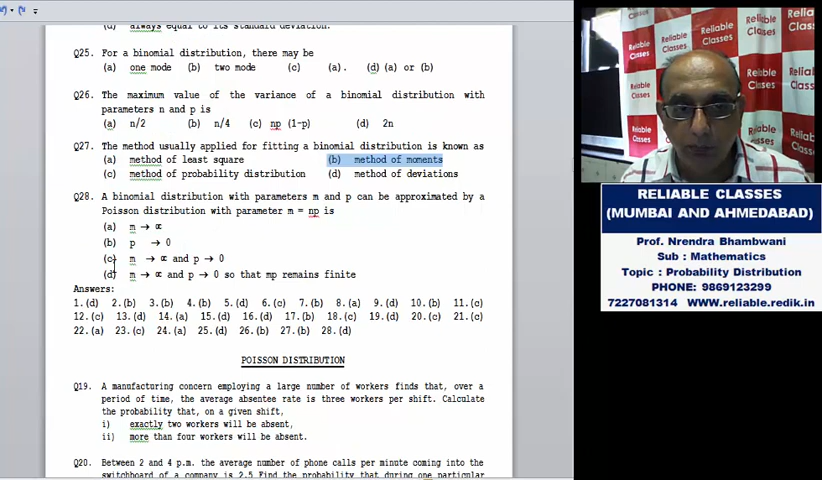 (d) always equal to its standard deviation.
Q25. For a binomial distribution, there may be
(a) one mode (b) two mode (c) (a). (d) (a) or (b)
Q26. The maximum value of the variance of a binomial distribution with
parameters n and p is
(a) n/2 (b) n/4 (c) np (1-p) (d) 2n
Q27. The method usually applied for fitting a binomial distribution is known as
(a) method of least square (b) method of moments
(c) method of probability distribution (d) method of deviations
Q28. A binomial distribution with parameters m and p can be approximated by a
Poisson distribution with parameter m = np is
(a) m → ∝
(b) p → 0
(c) m → ∝ and p → 0
(d) m → ∝ and p → 0 so that mp remains finite
Answers:
1.(d) 2.(b) 3.(b) 4.(b) 5.(d) 6.(c) 7.(b) 8.(a) 9.(d) 10.(b) 11.(c)
12.(c) 13.(d) 14.(a) 15.(d) 16.(d) 17.(b) 18.(c) 19.(d) 20.(c) 21.(c)
22.(a) 23.(c) 24.(a) 25.(d) 26.(b) 27.(b) 28.(d)
POISSON DISTRIBUTION
Q19. A manufacturing concern employing a large number of workers finds that, over a
period of time, the average absentee rate is three workers per shift. Calculate
the probability that, on a given shift,
i) exactly two workers will be absent,
ii) more than four workers will be absent.
Q20. Between 2 and 4 p.m. the average number of phone calls per minute coming into the
switchboard of a company is 2.5 Find the probability that during one particular
Reliable
Classes
Reliable
Classes
Reliable
Classes
Reliable
Classes
Reliable
Classes
Reliable
Classes
RELIABLE CLASSES
(MUMBAI AND AHMEDABAD)
Prof. Nrendra Bhambwani
Sub : Mathematics
Topic : Probability Distribution
PHONE: 9869123299
7227081314 WWW.reliable.redik.in